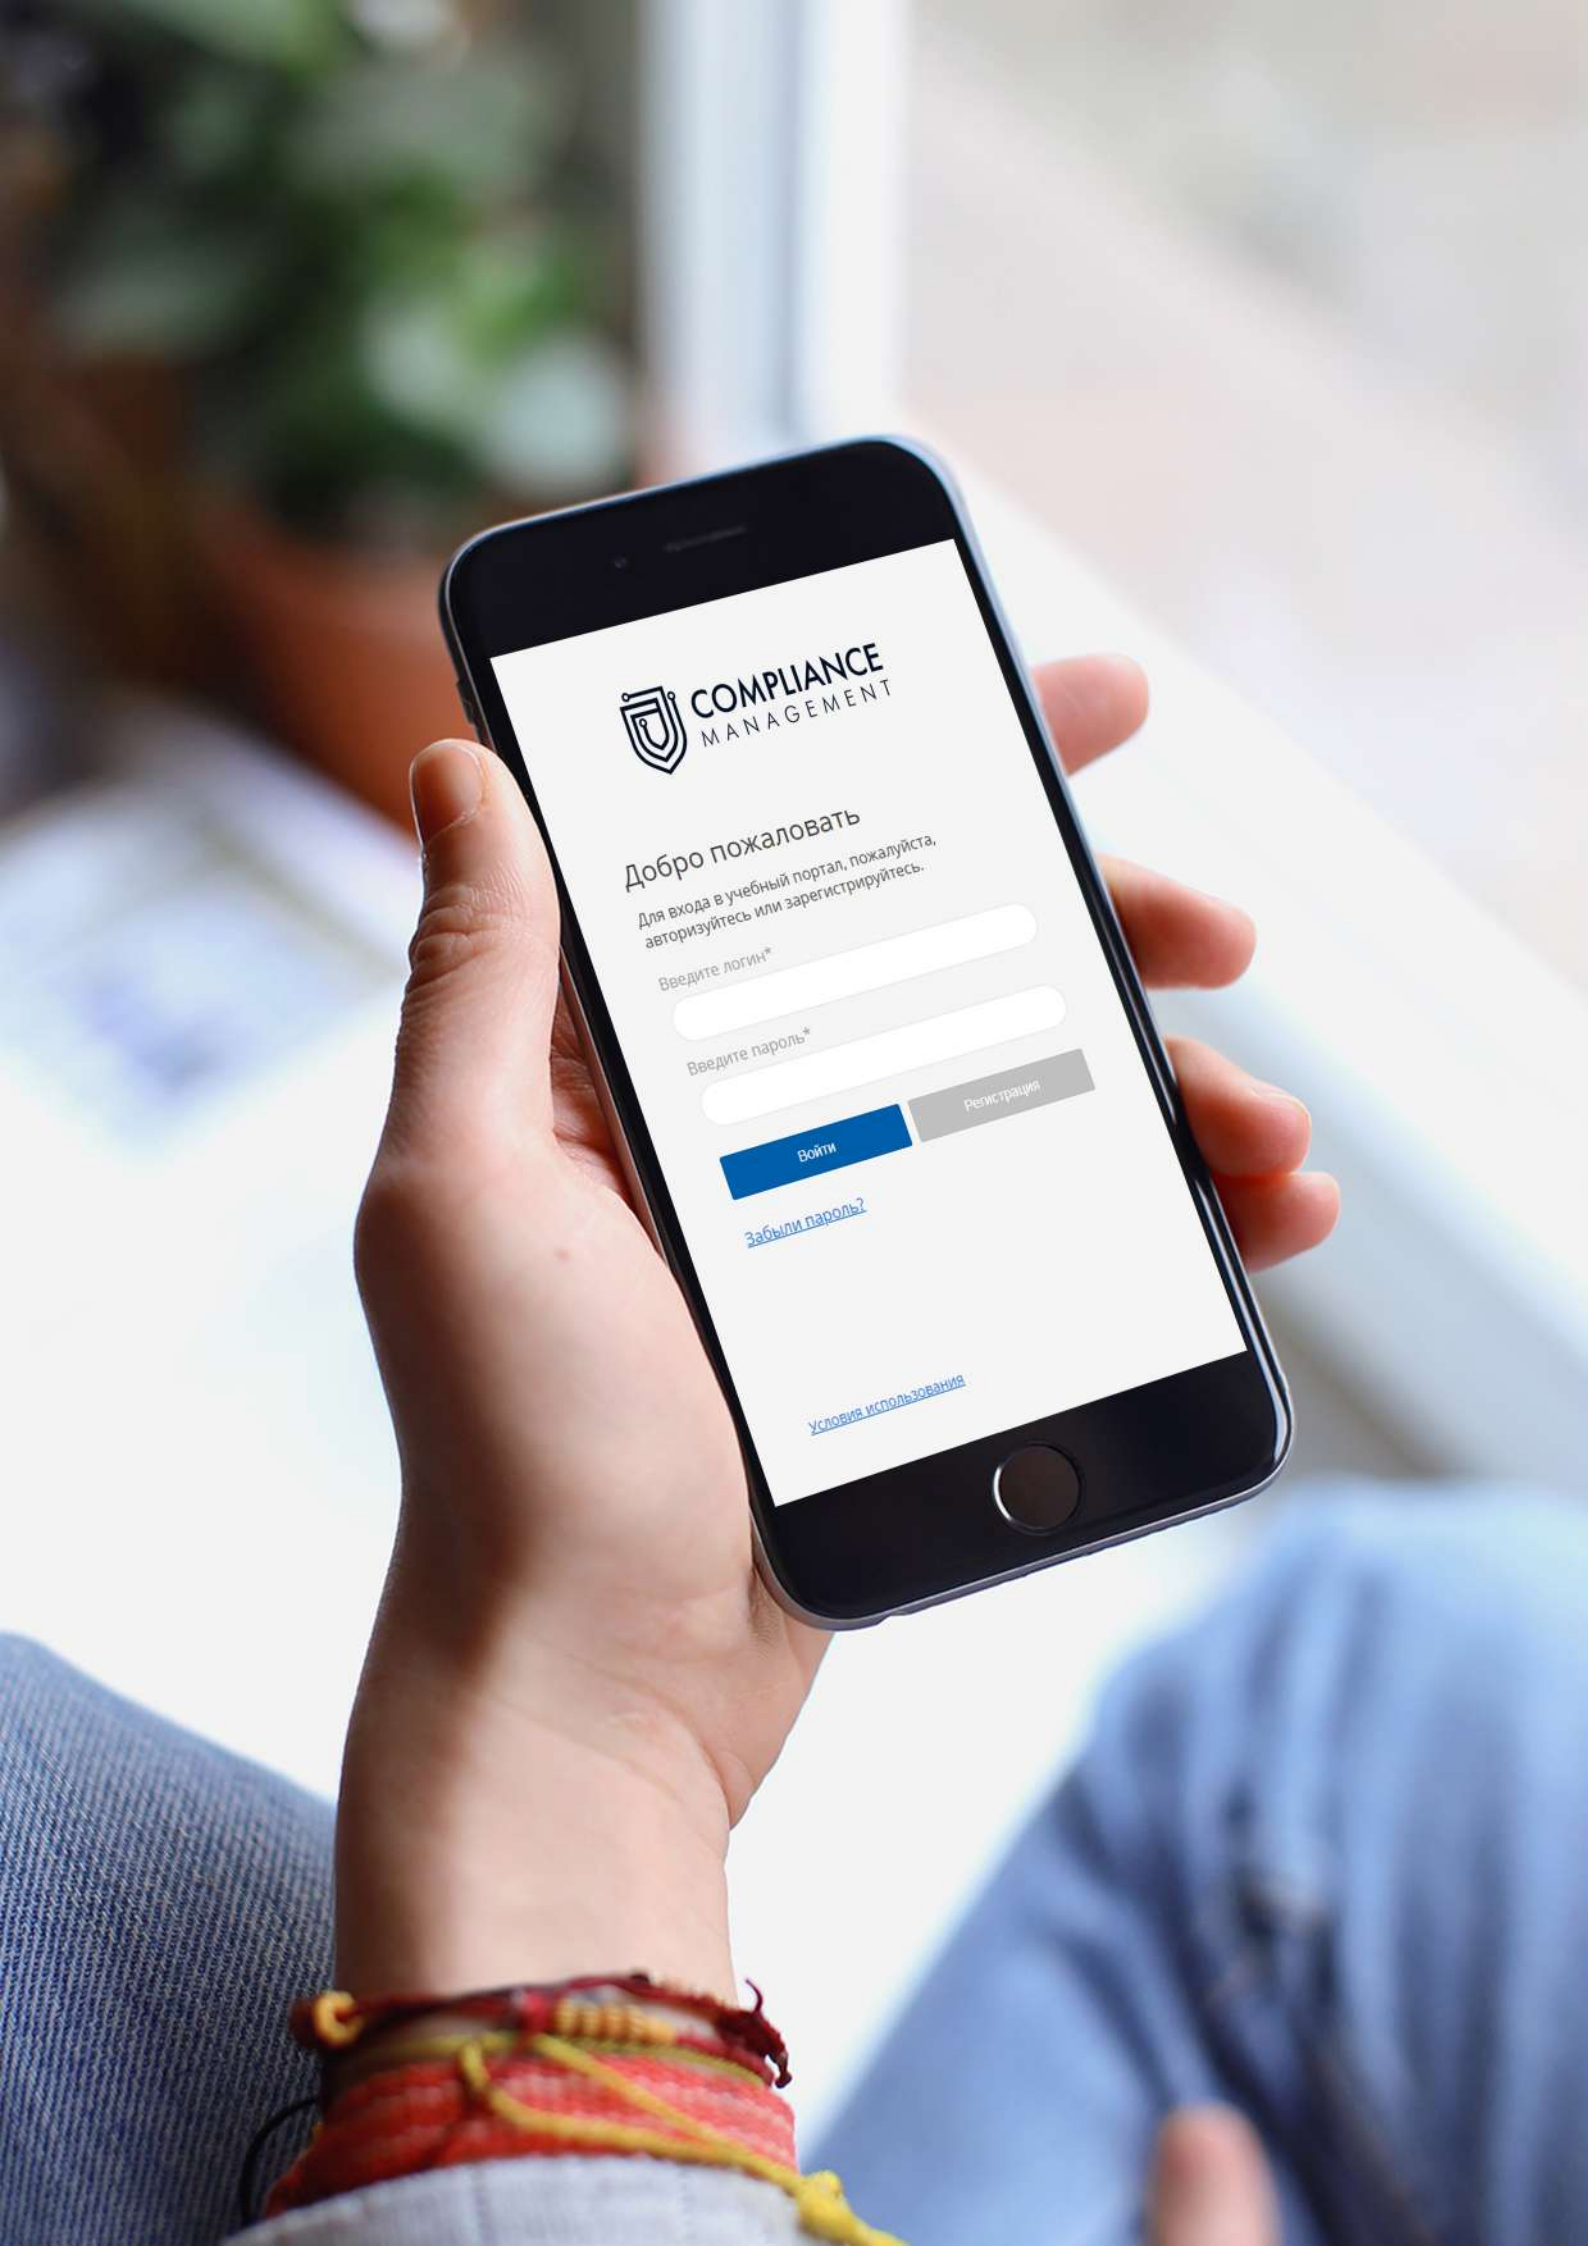 COMPLIANCE
MANAGEMENT
Добро пожаловать
Для входа в учебный портал, пожалуйста,
авторизуйтесь или зарегистрируйтесь.
Введите логин*
Введите пароль*
Войти
Регистрация
Забыли пароль?
Условия использования